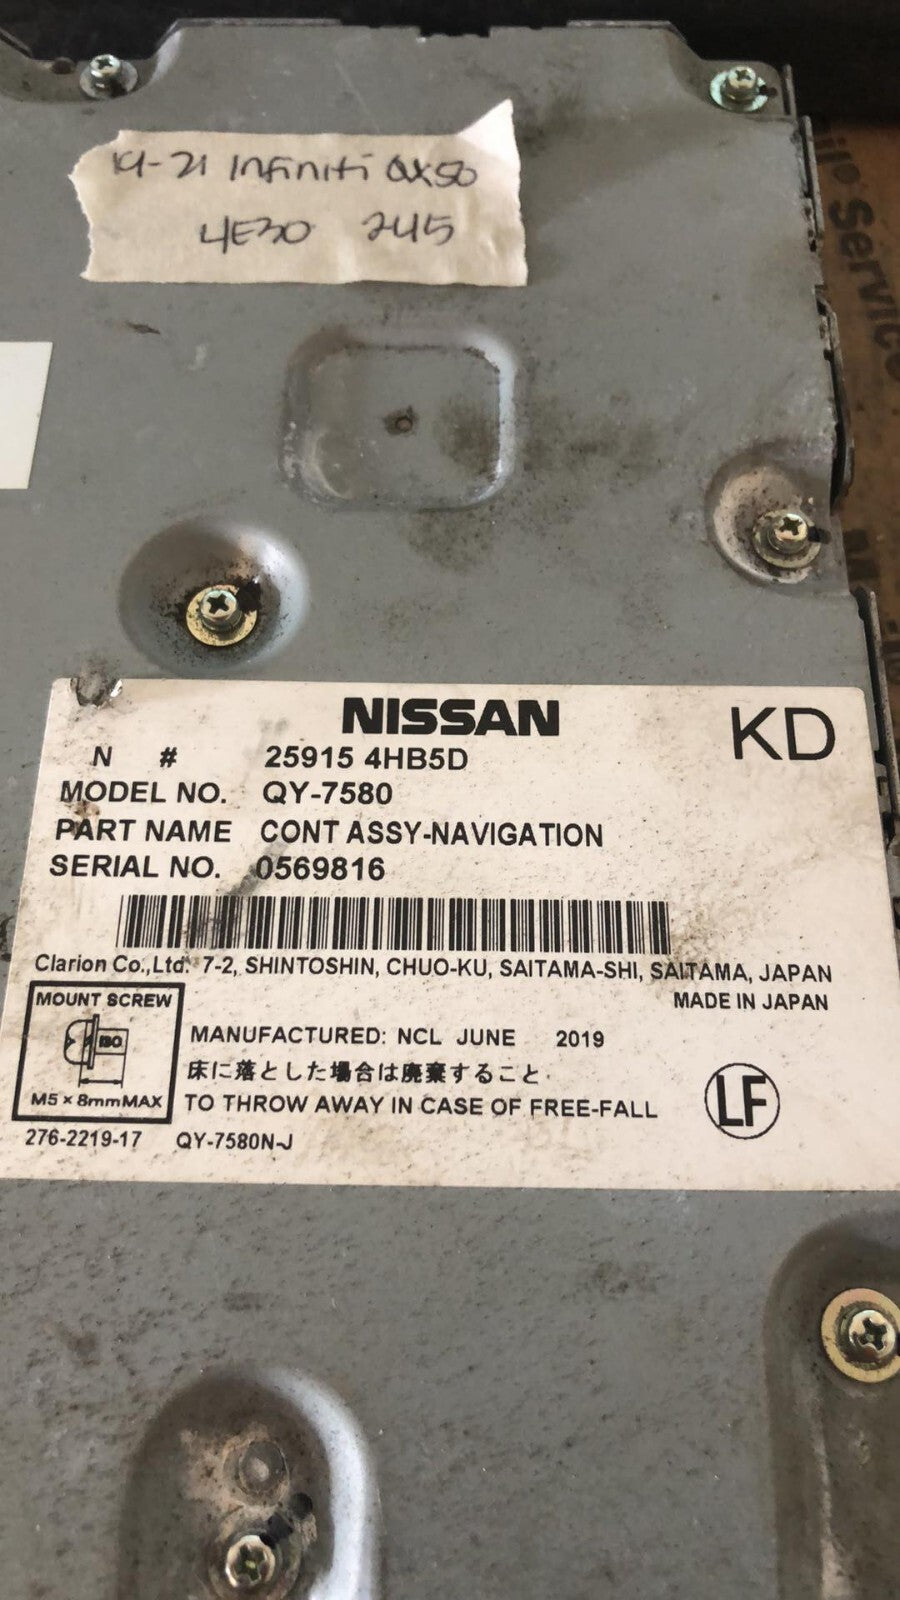 19-21 Infiniti QX50
4E30 245
NISSAN
KD
N # 25915 4HB5D
MODEL NO. QY-7580
PART NAME CONT ASSY-NAVIGATION
SERIAL NO. 0569816
Clarion Co.,Ltd. 7-2, SHINTOSHIN, CHUO-KU, SAITAMA-SHI, SAITAMA, JAPAN
MADE IN JAPAN
MOUNT SCREW
ISO
M5 × 8mmMAX
MANUFACTURED: NCL JUNE 2019
床に落とした場合は廃棄すること
TO THROW AWAY IN CASE OF FREE-FALL
LF
276-2219-17 QY-7580N-J
Service